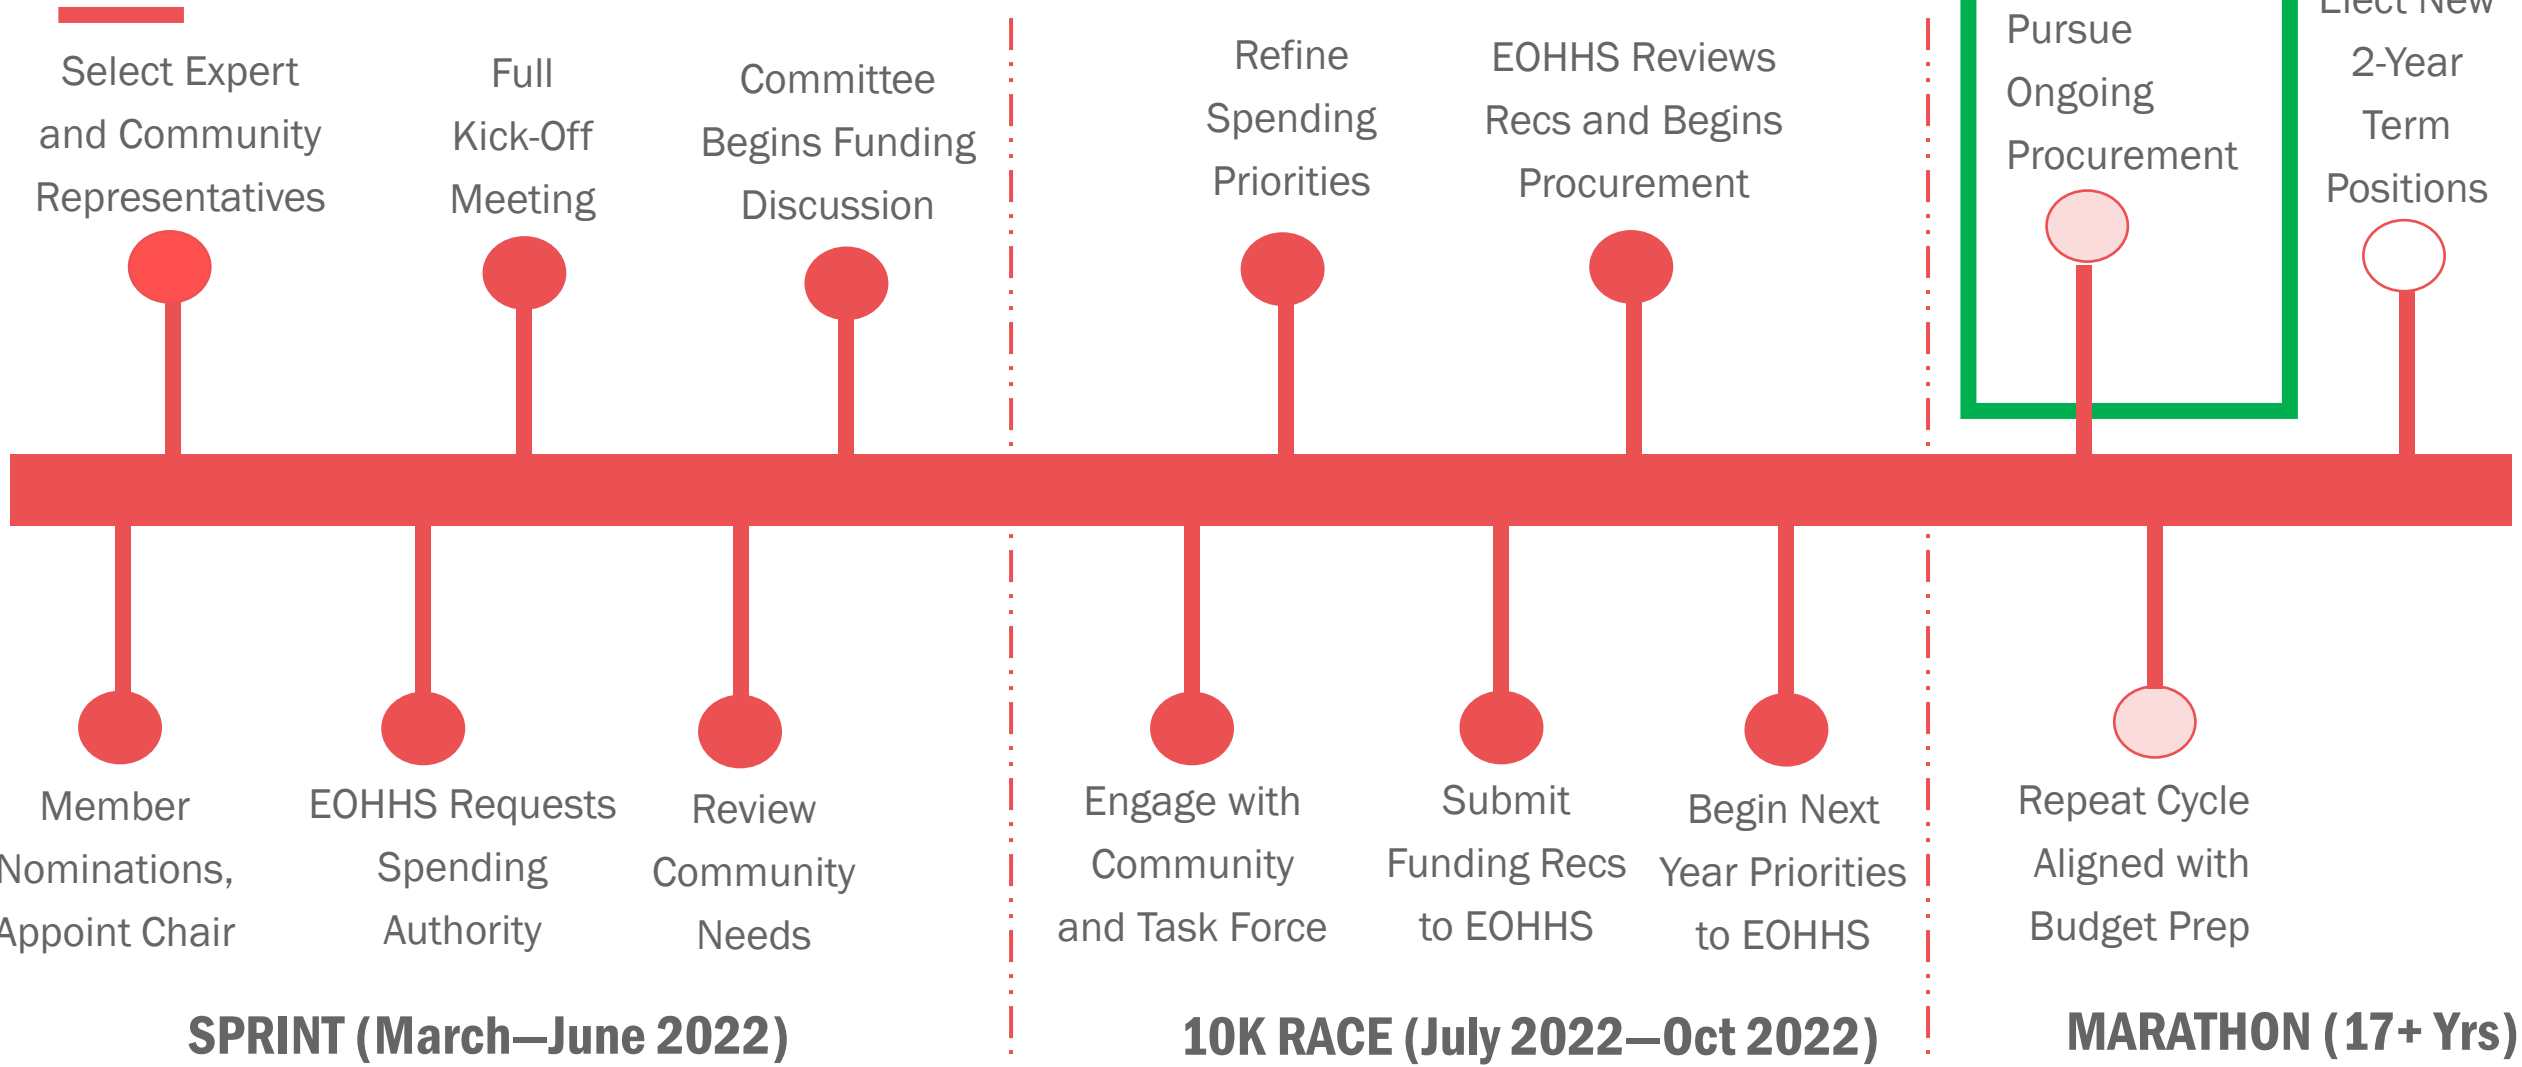 Select Expert
and Community
Representatives
Full
Kick-Off
Meeting
Committee
Begins Funding
Discussion
Refine
Spending
Priorities
EOHHS Reviews
Recs and Begins
Procurement
Pursue
Ongoing
Procurement
Elect New
2-Year
Term
Positions
Member
Nominations,
Appoint Chair
EOHHS Requests
Spending
Authority
Review
Community
Needs
Engage with
Community
and Task Force
Submit
Funding Recs
to EOHHS
Begin Next
Year Priorities
to EOHHS
Repeat Cycle
Aligned with
Budget Prep
SPRINT (March—June 2022)
10K RACE (July 2022—Oct 2022)
MARATHON (17+ Yrs)